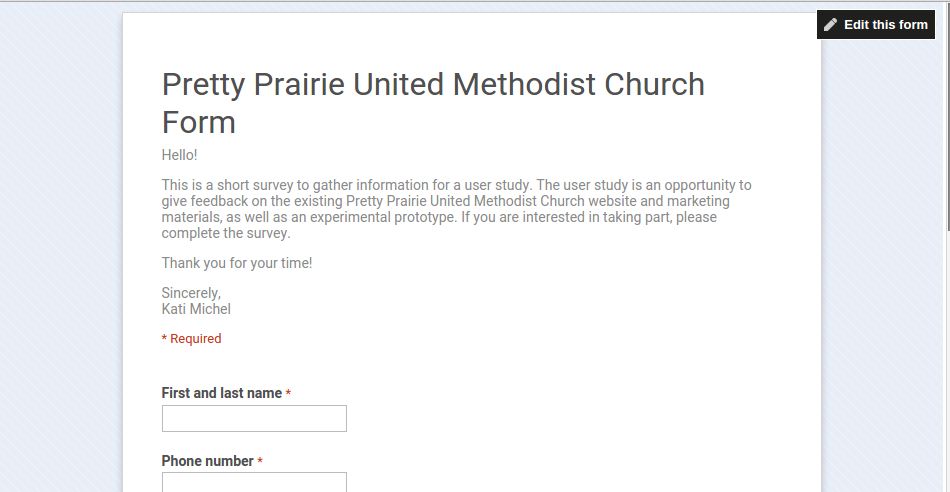 Edit this form
Pretty Prairie United Methodist Church
Form
Hello!
This is a short survey to gather information for a user study. The user study is an opportunity to
give feedback on the existing Pretty Prairie United Methodist Church website and marketing
materials, as well as an experimental prototype. If you are interested in taking part, please
complete the survey.
Thank you for your time!
Sincerely,
Kati Michel
* Required
First and last name *
Phone number *